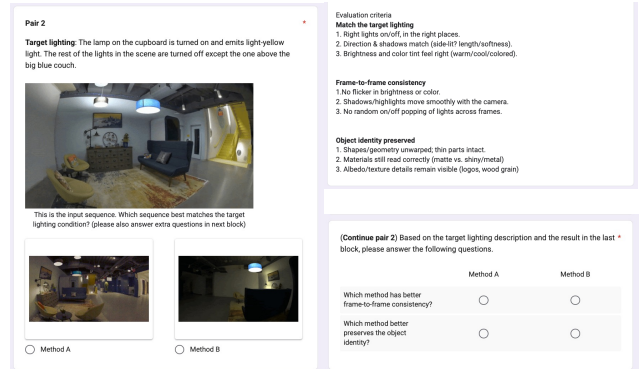 Pair 2 *
Target lighting: The lamp on the cupboard is turned on and emits light-yellow
light. The rest of the lights in the scene are turned off except the one above the
big blue couch.
This is the input sequence. Which sequence best matches the target
lighting condition? (please also answer extra questions in next block)
Method A
Method B
Evaluation criteria
Match the target lighting
1. Right lights on/off, in the right places.
2. Direction & shadows match (side-lit? length/softness).
3. Brightness and color tint feel right (warm/cool/colored).
Frame-to-frame consistency
1.No flicker in brightness or color.
2. Shadows/highlights move smoothly with the camera.
3. No random on/off popping of lights across frames.
Object identity preserved
1. Shapes/geometry unwarped; thin parts intact.
2. Materials still read correctly (matte vs. shiny/metal)
3. Albedo/texture details remain visible (logos, wood grain)
(Continue pair 2) Based on the target lighting description and the result in the last *
block, please answer the following questions.
Method A Method B
Which method has better
frame-to-frame consistency?
Which method better
preserves the object
identity?